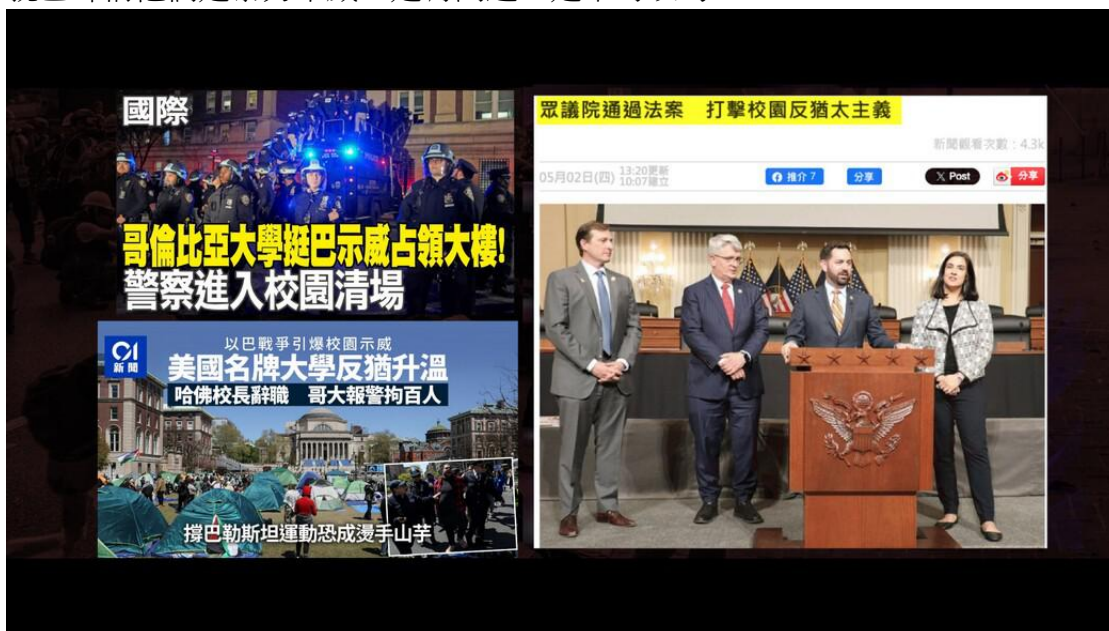 國際
哥倫比亞大學挺巴示威占領大樓!
警察進入校園清場
01
新聞
以巴戰爭引爆校園示威
美國名牌大學反猶升溫
哈佛校長辭職 哥大報警拘百人
撐巴勒斯坦運動恐成燙手山芋
眾議院通過法案 打擊校園反猶太主義
新聞觀看次數:4.3k
05月02日(四) 13:20更新
10:07建立
推介 7
分享
X Post
分享